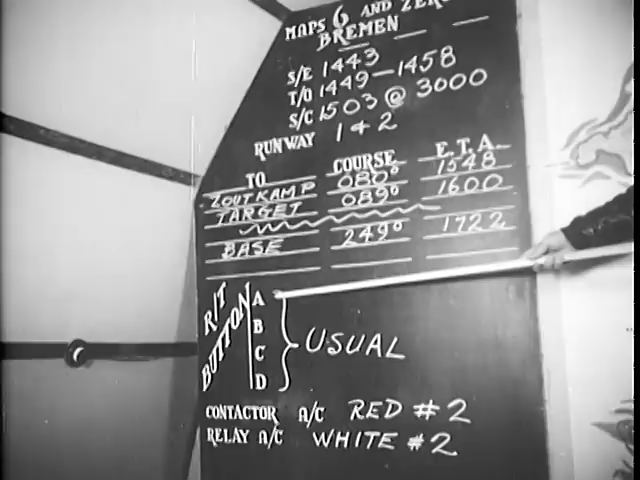 MAPS 6 AND ZERO
BREMEN
S/E 1443
T/O 1449-1458
S/C 1503 @ 3000
RUNWAY 1 & 2
TO COURSE E.T.A.
ZOUTKAMP 080° 1548
TARGET 089° 1600
BASE 249° 1722
R/T BUTTON A B C D } USUAL
CONTACTOR A/C RED #2
RELAY A/C WHITE #2